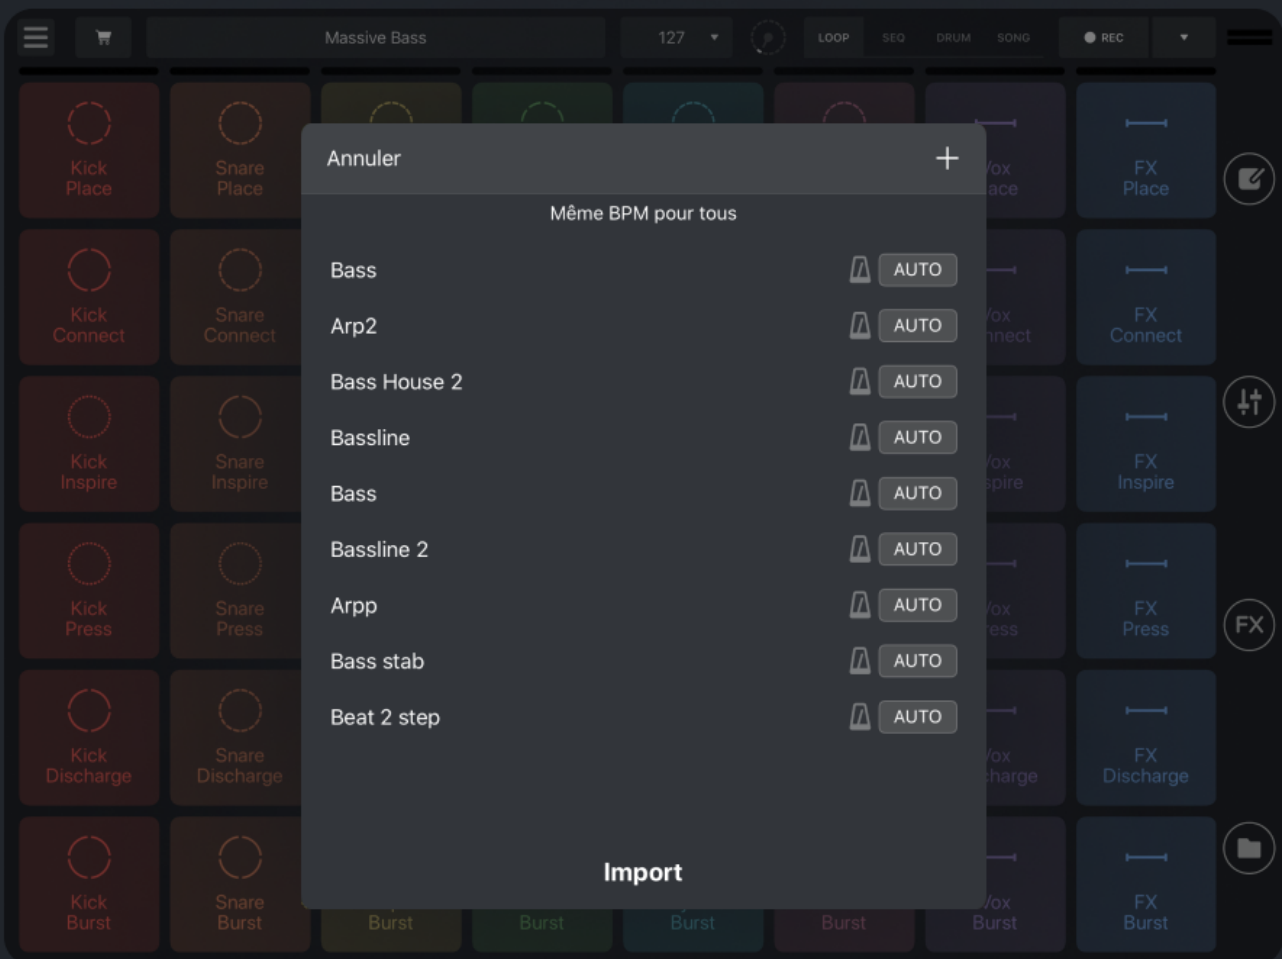 Massive Bass
127
LOOP
SEQ
DRUM
SONG
REC
Kick
Place
Snare
Place
FX
Place
Annuler
Même BPM pour tous
Bass
AUTO
Arp2
AUTO
Bass House 2
AUTO
Bassline
AUTO
Bass
AUTO
Bassline 2
AUTO
Arpp
AUTO
Bass stab
AUTO
Beat 2 step
AUTO
Import
Kick
Connect
Snare
Connect
FX
Connect
Kick
Inspire
Snare
Inspire
FX
Inspire
Kick
Press
Snare
Press
FX
Press
FX
Kick
Discharge
Snare
Discharge
FX
Discharge
Kick
Burst
Snare
Burst
Burst
Burst
Burst
Burst
Vox
Burst
FX
Burst